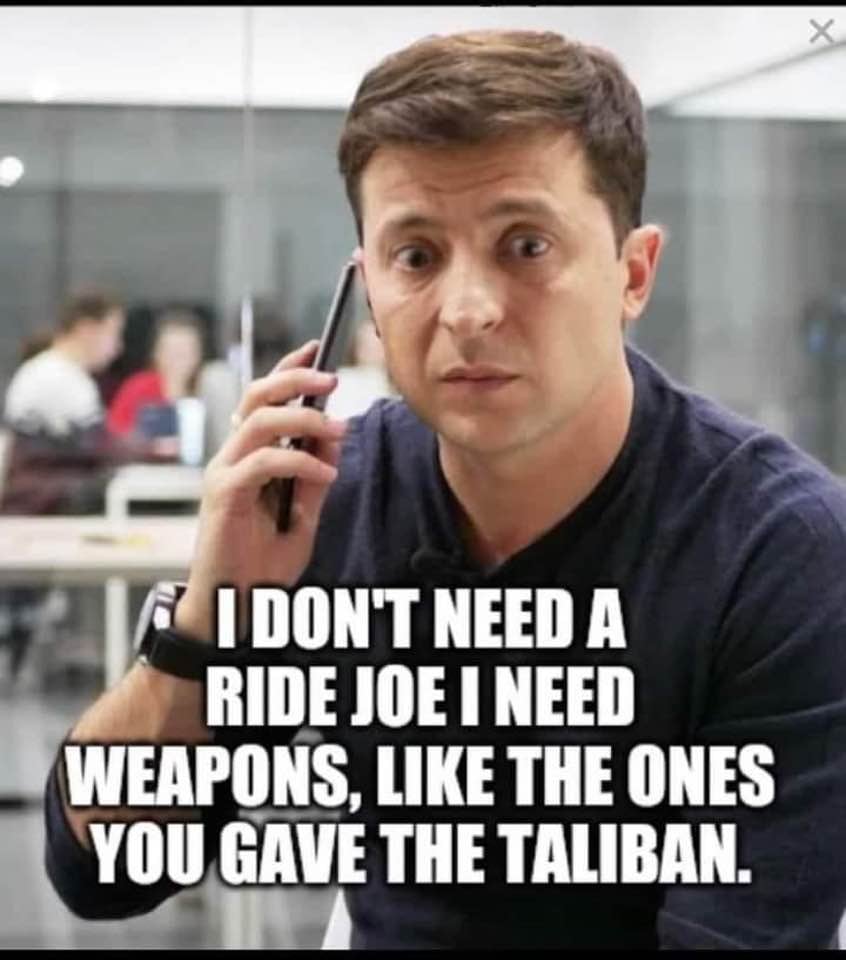 I DON'T NEED A
RIDE JOE I NEED
WEAPONS, LIKE THE ONES
YOU GAVE THE TALIBAN.